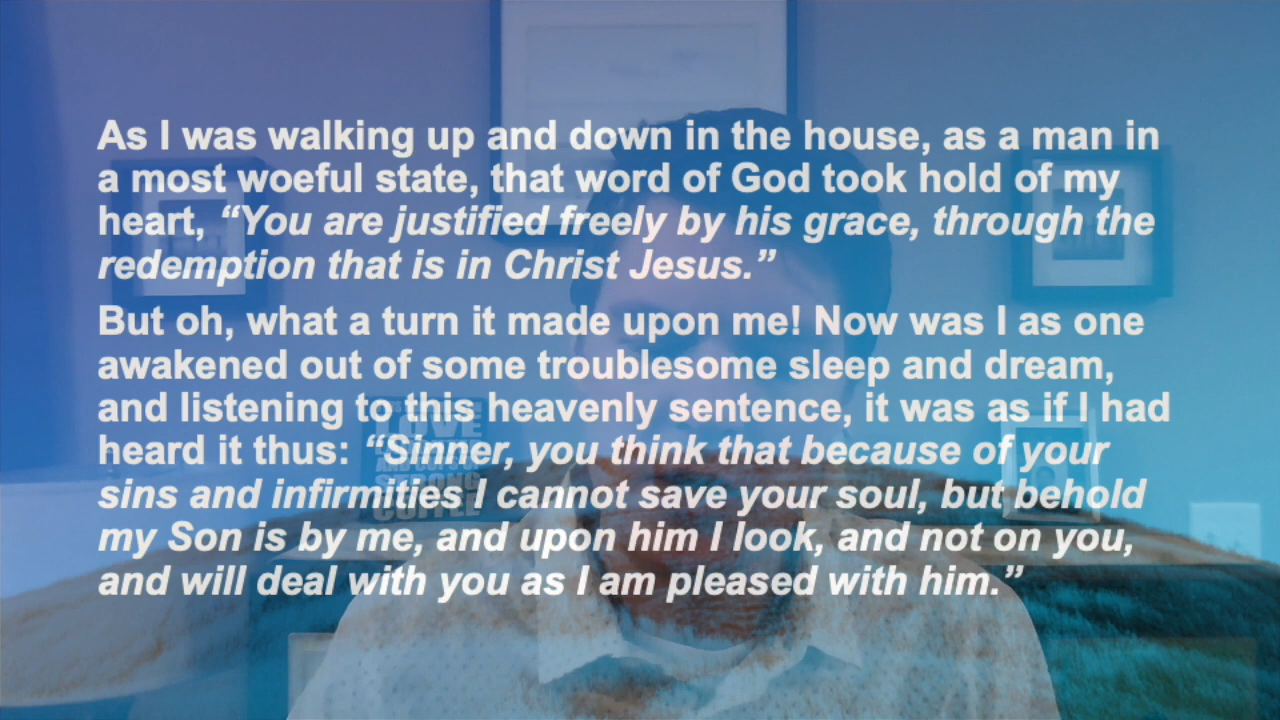 As I was walking up and down in the house, as a man in
a most woeful state, that word of God took hold of my
heart, “You are justified freely by his grace, through the
redemption that is in Christ Jesus.”
But oh, what a turn it made upon me! Now was I as one
awakened out of some troublesome sleep and dream,
and listening to this heavenly sentence, it was as if I had
heard it thus: “Sinner, you think that because of your
sins and infirmities I cannot save your soul, but behold
my Son is by me, and upon him I look, and not on you,
and will deal with you as I am pleased with him.”
LOVE
STRONG
COFFEE